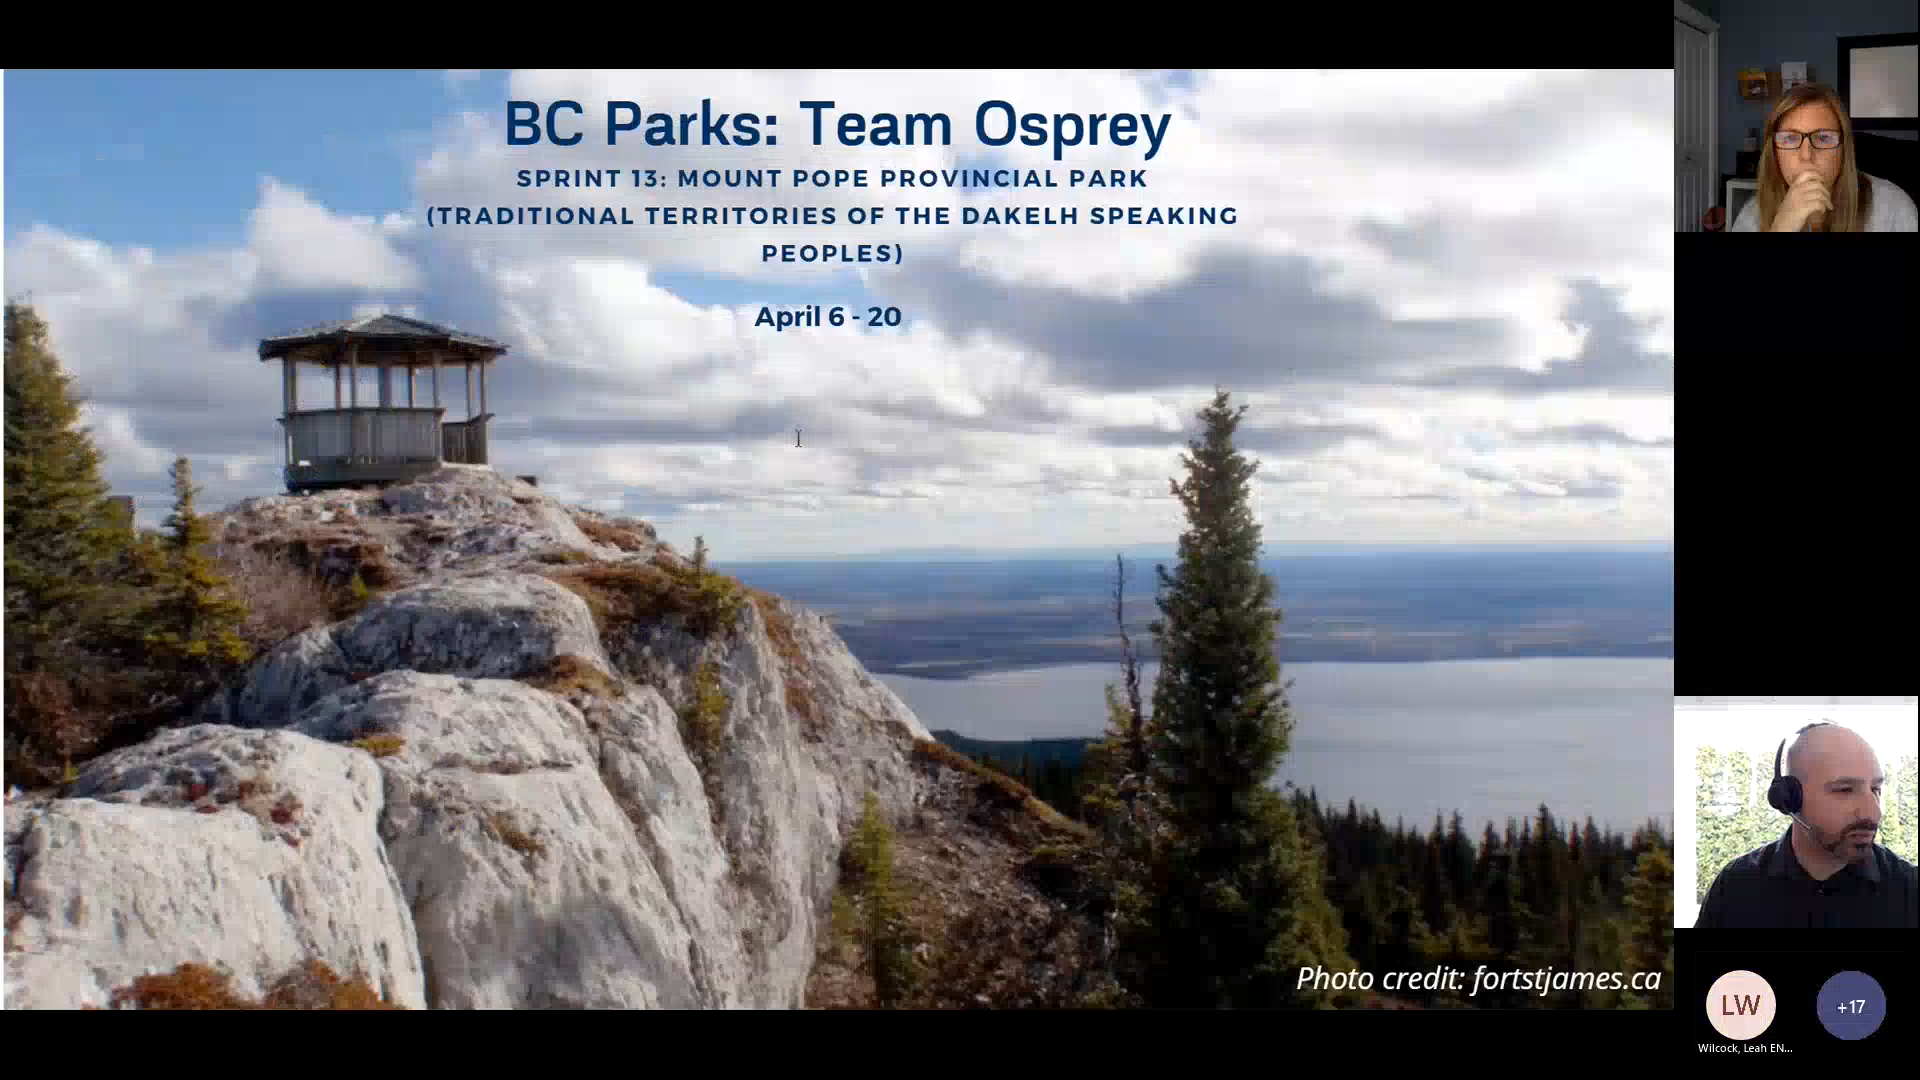 BC Parks: Team Osprey
SPRINT 13: MOUNT POPE PROVINCIAL PARK
(TRADITIONAL TERRITORIES OF THE DAKELH SPEAKING
PEOPLES)
April 6 - 20
Photo credit: fortstjames.ca
LW
+17
Wilcock, Leah EN...